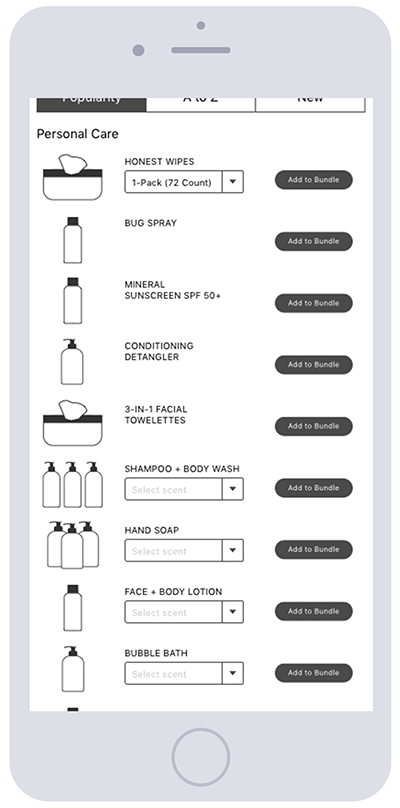 Popularity
A to Z
New
Personal Care
HONEST WIPES
1-Pack (72 Count)
Add to Bundle
BUG SPRAY
Add to Bundle
MINERAL
SUNSCREEN SPF 50+
Add to Bundle
CONDITIONING
DETANGLER
Add to Bundle
3-IN-1 FACIAL
TOWELETTES
Add to Bundle
SHAMPOO + BODY WASH
Select scent
Add to Bundle
HAND SOAP
Select scent
Add to Bundle
FACE + BODY LOTION
Select scent
Add to Bundle
BUBBLE BATH
Select scent
Add to Bundle